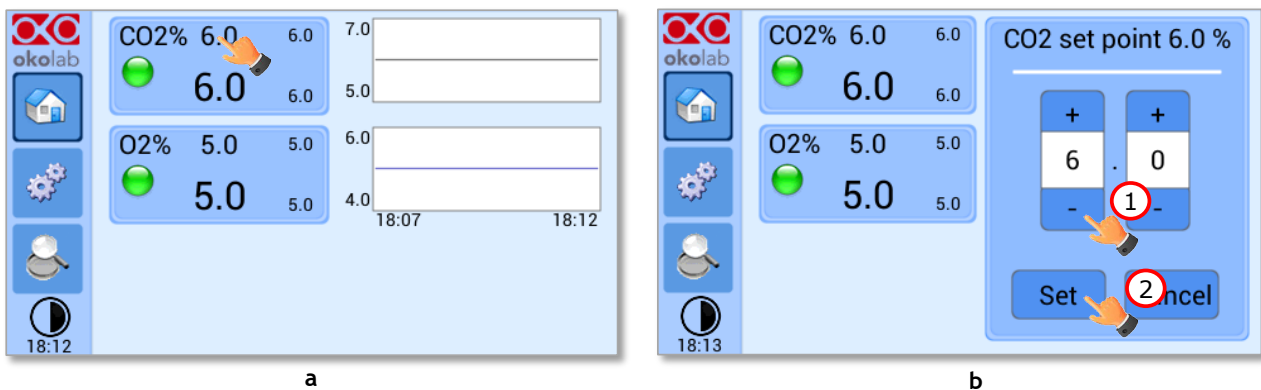 okolab
CO2% 6.0 6.0
6.0 6.0
O2% 5.0 5.0
5.0 5.0
7.0
5.0
6.0
4.0
18:07 18:12
18:12
a
okolab
CO2% 6.0 6.0
6.0 6.0
O2% 5.0 5.0
5.0 5.0
CO2 set point 6.0 %
+ +
6 . 0
- 1 -
Set 2 ncel
18:13
b